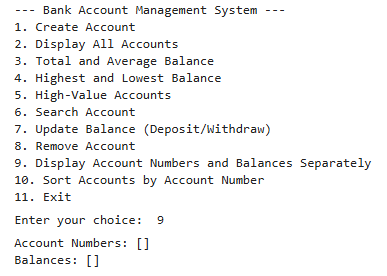 --- Bank Account Management System ---
1. Create Account
2. Display All Accounts
3. Total and Average Balance
4. Highest and Lowest Balance
5. High-Value Accounts
6. Search Account
7. Update Balance (Deposit/Withdraw)
8. Remove Account
9. Display Account Numbers and Balances Separately
10. Sort Accounts by Account Number
11. Exit
Enter your choice:  9
Account Numbers: []
Balances: []